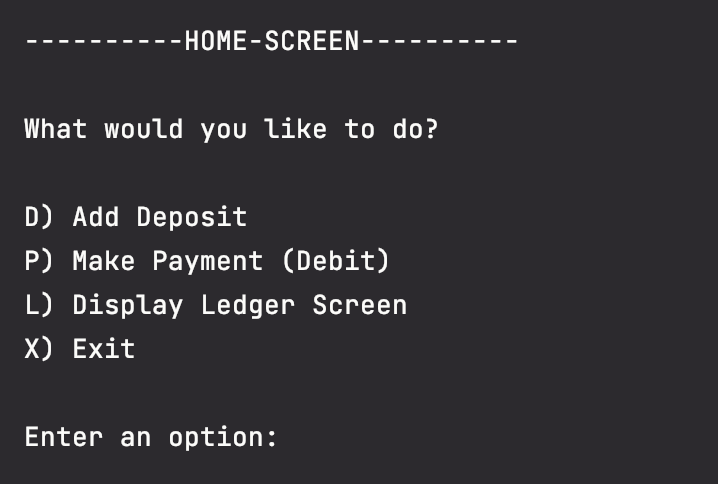 ----------HOME-SCREEN----------
What would you like to do?
D) Add Deposit
P) Make Payment (Debit)
L) Display Ledger Screen
X) Exit
Enter an option: